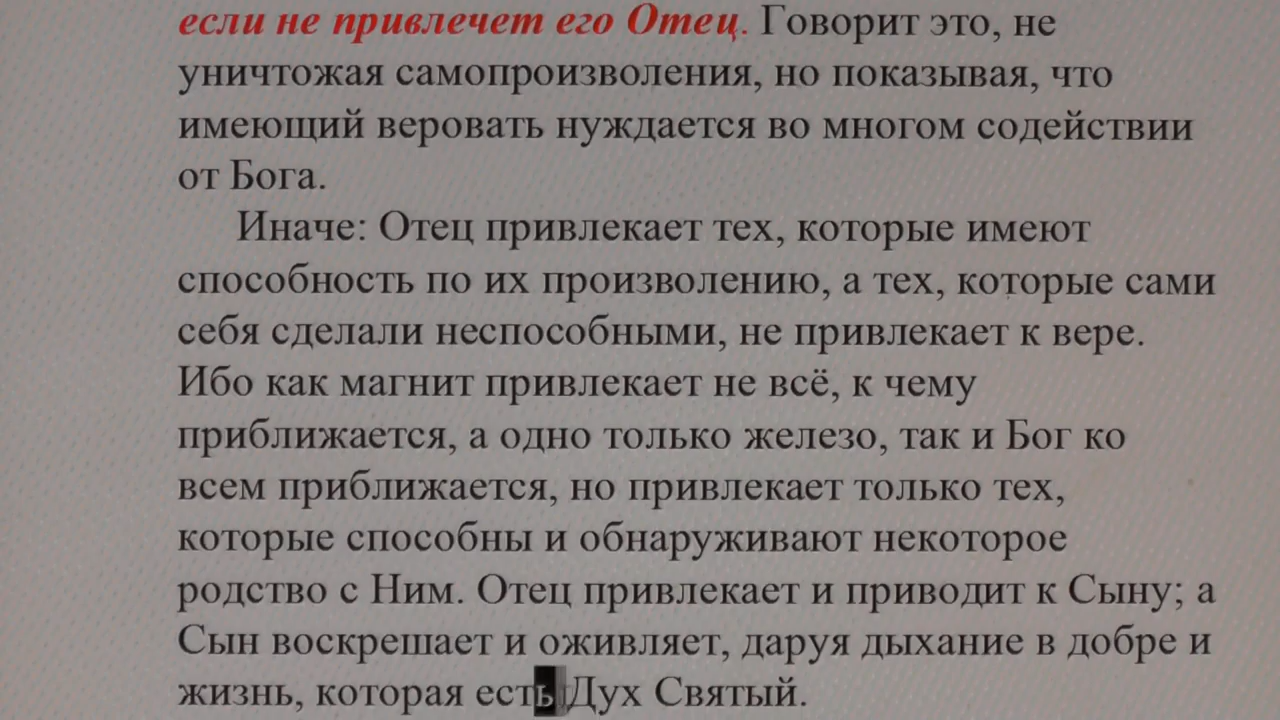 если не привлечет его Отец. Говорит это, не
уничтожая самопроизволения, но показывая, что
имеющий веровать нуждается во многом содействии
от Бога.
Иначе: Отец привлекает тех, которые имеют
способность по их произволению, а тех, которые сами
себя сделали неспособными, не привлекает к вере.
Ибо как магнит привлекает не всё, к чему
приближается, а одно только железо, так и Бог ко
всем приближается, но привлекает только тех,
которые способны и обнаруживают некоторое
родство с Ним. Отец привлекает и приводит к Сыну; а
Сын воскрешает и оживляет, даруя дыхание в добре и
жизнь, которая есть Дух Святый.